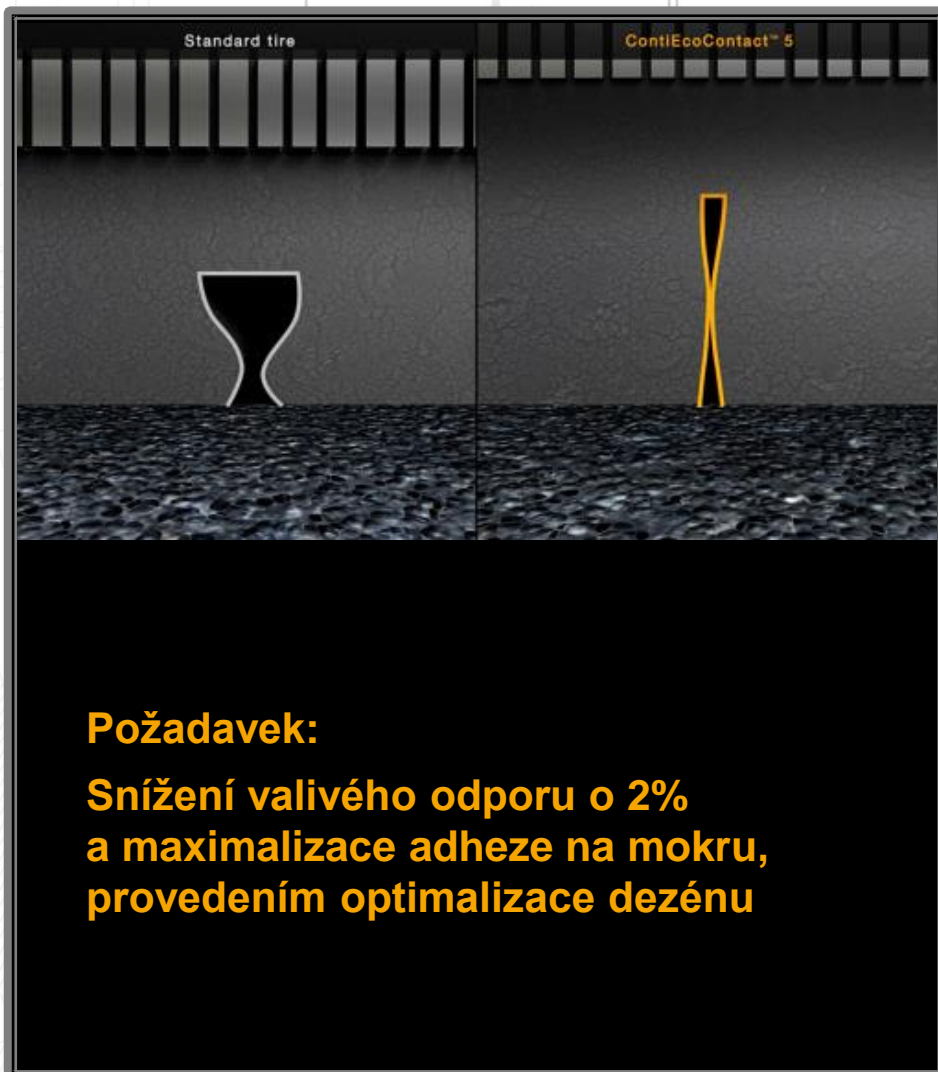 Standard tire
ContiEcoContact™ 5
Požadavek:
Snížení valivého odporu o 2%
a maximalizace adheze na mokru,
provedením optimalizace dezénu